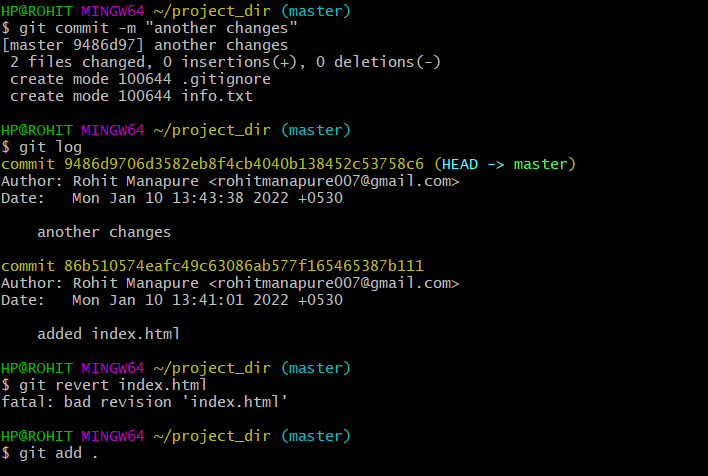 HP@ROHIT MINGW64 ~/project_dir (master)
$ git commit -m "another changes"
[master 9486d97] another changes
 2 files changed, 0 insertions(+), 0 deletions(-)
 create mode 100644 .gitignore
 create mode 100644 info.txt

HP@ROHIT MINGW64 ~/project_dir (master)
$ git log
commit 9486d9706d3582eb8f4cb4040b138452c53758c6 (HEAD -> master)
Author: Rohit Manapure <rohitmanapure007@gmail.com>
Date:   Mon Jan 10 13:43:38 2022 +0530

    another changes

commit 86b510574eafc49c63086ab577f165465387b111
Author: Rohit Manapure <rohitmanapure007@gmail.com>
Date:   Mon Jan 10 13:41:01 2022 +0530

    added index.html

HP@ROHIT MINGW64 ~/project_dir (master)
$ git revert index.html
fatal: bad revision 'index.html'

HP@ROHIT MINGW64 ~/project_dir (master)
$ git add .